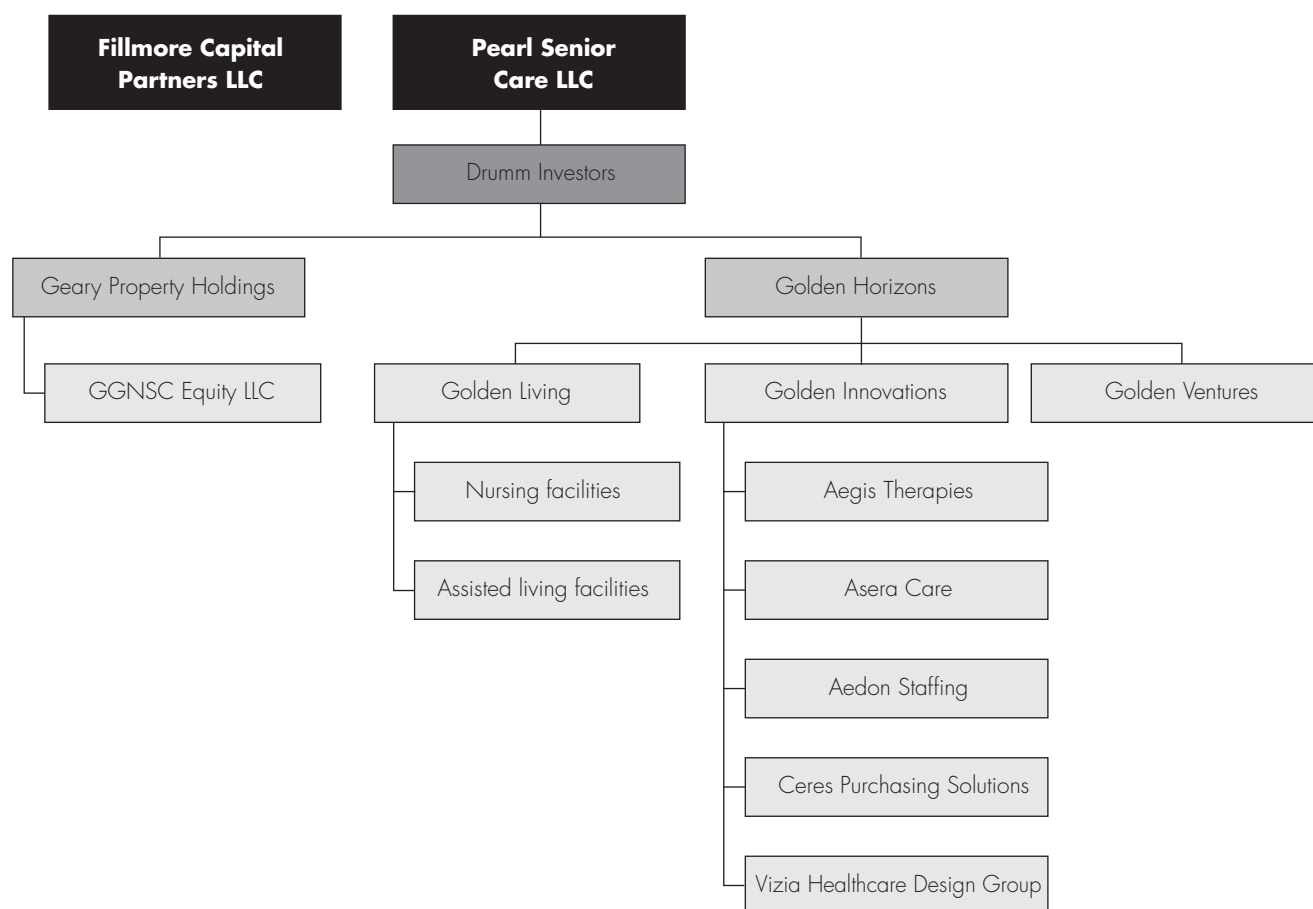 Fillmore Capital
Partners LLC
Pearl Senior
Care LLC
Drumm Investors
Geary Property Holdings
Golden Horizons
GGNSC Equity LLC
Golden Living
Golden Innovations
Golden Ventures
Nursing facilities
Aegis Therapies
Assisted living facilities
Asera Care
Aedon Staffing
Ceres Purchasing Solutions
Vizia Healthcare Design Group